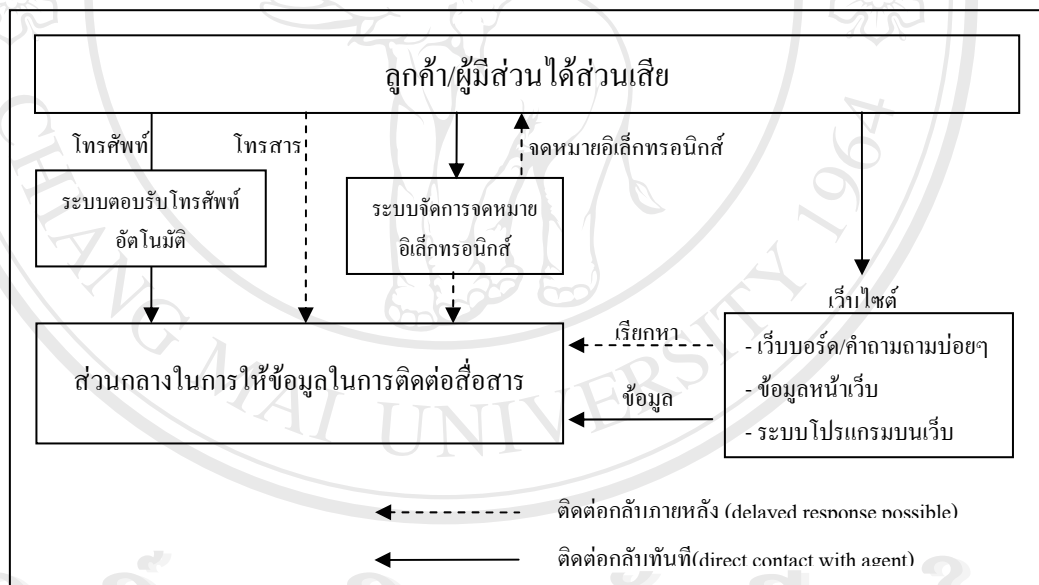 ลูกค้า/ผู้มีส่วนได้ส่วนเสีย
โทรศัพท์
โทรสาร
จดหมายอิเล็กทรอนิกส์
ระบบตอบรับโทรศัพท์
อัตโนมัติ
ระบบจัดการจดหมาย
อิเล็กทรอนิกส์
เว็บไซต์
ส่วนกลางในการให้ข้อมูลในการติดต่อสื่อสาร
เรียกหา
ข้อมูล
- เว็บบอร์ด/คำถามถามบ่อยๆ
- ข้อมูลหน้าเว็บ
- ระบบโปรแกรมบนเว็บ
ติดต่อกลับภายหลัง (delayed response possible)
ติดต่อกลับทันที(direct contact with agent)
CHIANG MAI UNIVERSITY 1964